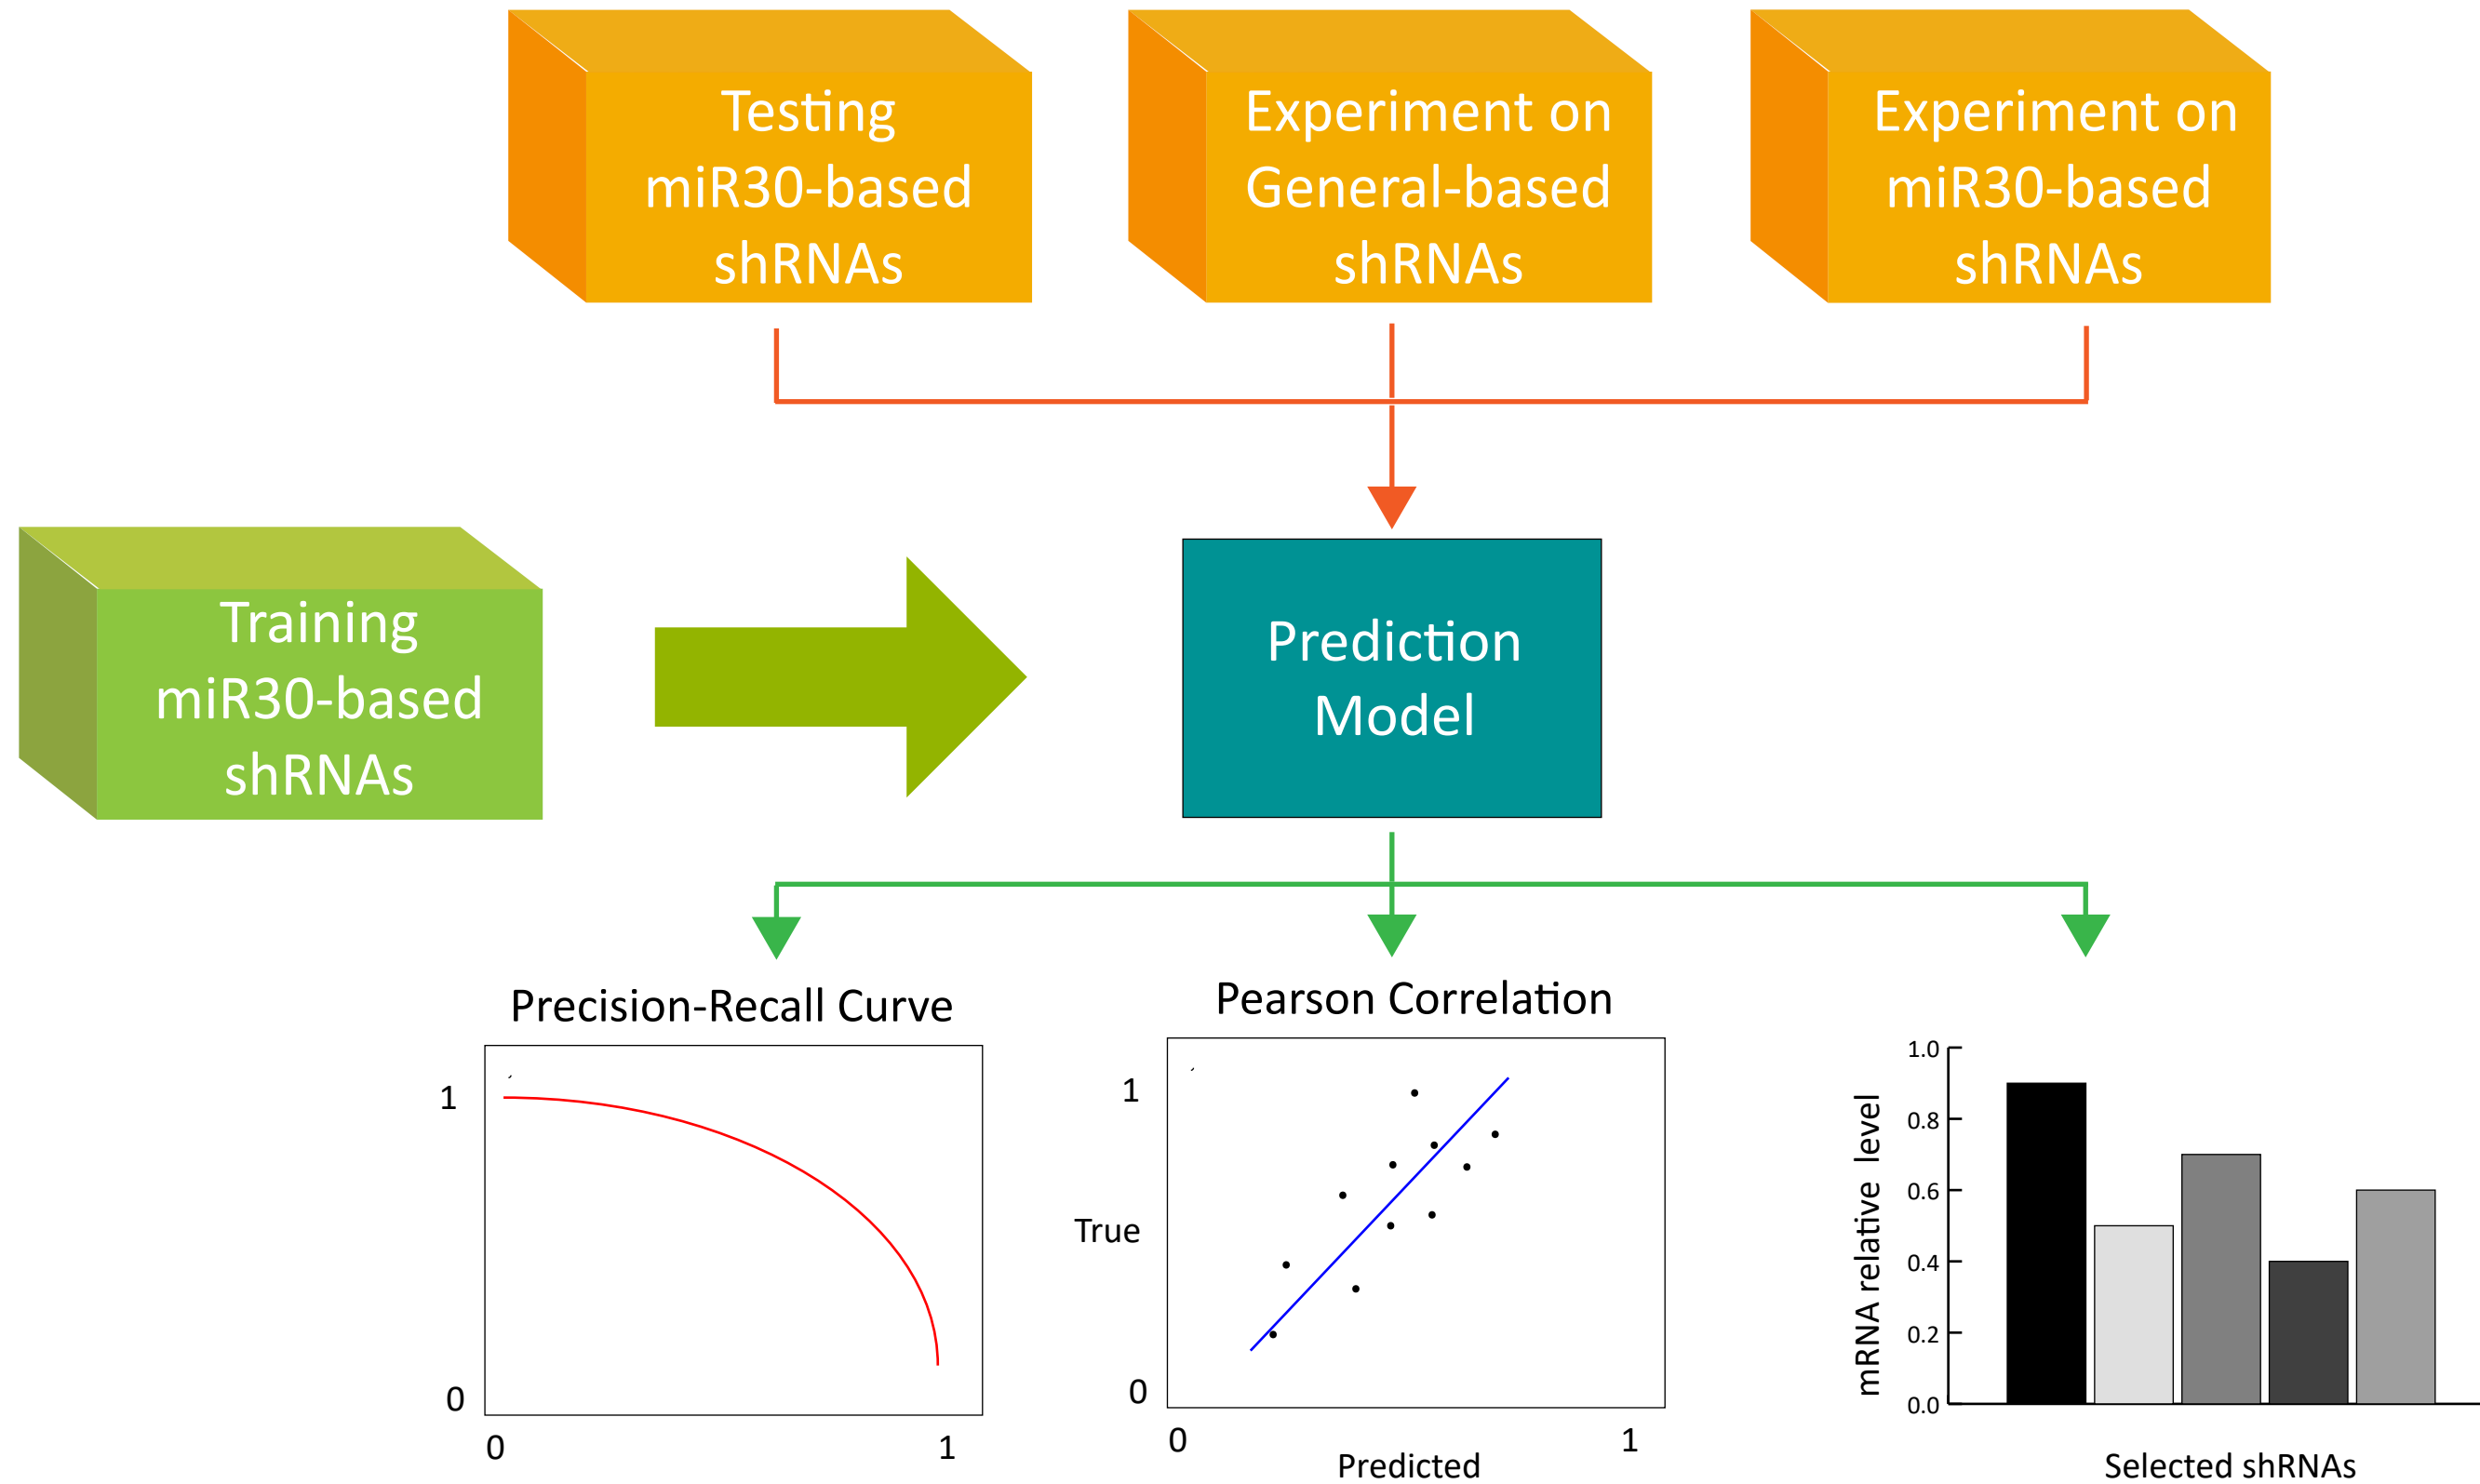 Testing
miR30-based
shRNAs
Experiment on
General-based
shRNAs
Experiment on
miR30-based
shRNAs
Training
miR30-based
shRNAs
Prediction
Model
Precision-Recall Curve
1
0
0
1
Pearson Correlation
1
True
0
0
1
Predicted
mRNA relative level
1.0
0.8
0.6
0.4
0.2
0.0
Selected shRNAs